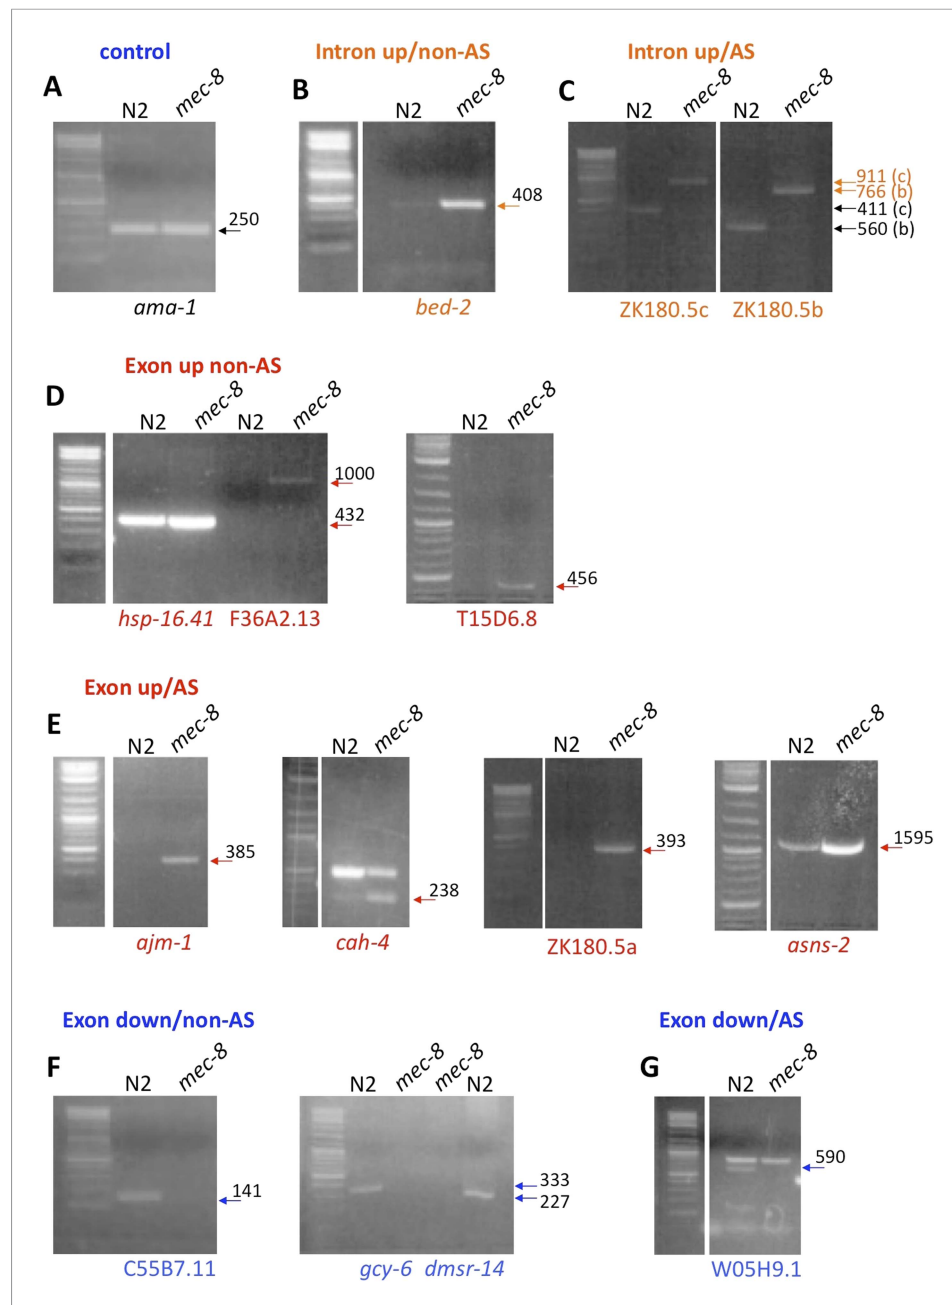 control
A
N2 mec-8
250
ama-1
Intron up/non-AS
B
N2 mec-8
408
bed-2
Intron up/AS
C
N2 mec-8 N2 mec-8
911 (c)
766 (b)
411 (c)
560 (b)
ZK180.5c ZK180.5b
Exon up non-AS
D
N2 mec-8 N2 mec-8
1000
432
hsp-16.41 F36A2.13
N2 mec-8
456
T15D6.8
Exon up/AS
E
N2 mec-8
385
ajm-1
N2 mec-8
238
cah-4
N2 mec-8
393
ZK180.5a
N2 mec-8
1595
asns-2
Exon down/non-AS
F
N2 mec-8
141
C55B7.11
N2 mec-8 mec-8 N2
333
227
gcy-6 dmsr-14
Exon down/AS
G
N2 mec-8
590
W05H9.1